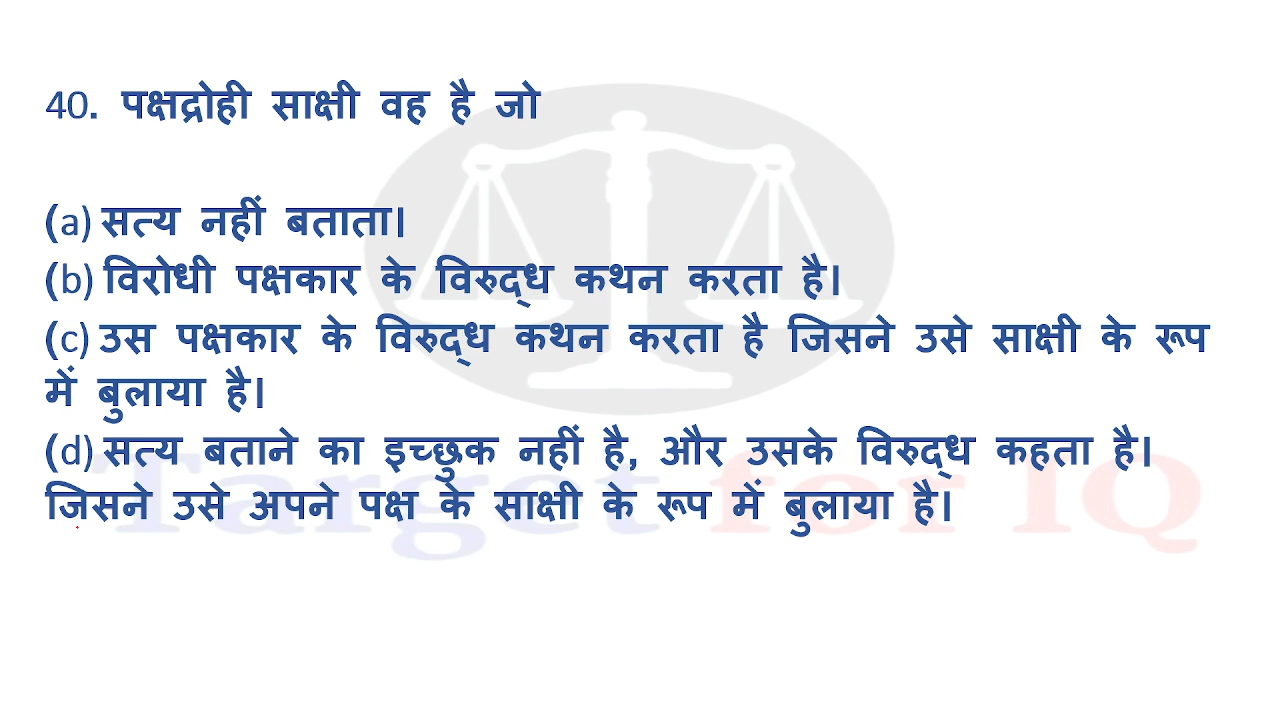 40. पक्षद्रोही साक्षी वह है जो
(a) सत्य नहीं बताता।
(b) विरोधी पक्षकार के विरुद्ध कथन करता है।
(c) उस पक्षकार के विरुद्ध कथन करता है जिसने उसे साक्षी के रूप
में बुलाया है।
(d) सत्य बताने का इच्छुक नहीं है, और उसके विरुद्ध कहता है।
जिसने उसे अपने पक्ष के साक्षी के रूप में बुलाया है।
Target for IQ